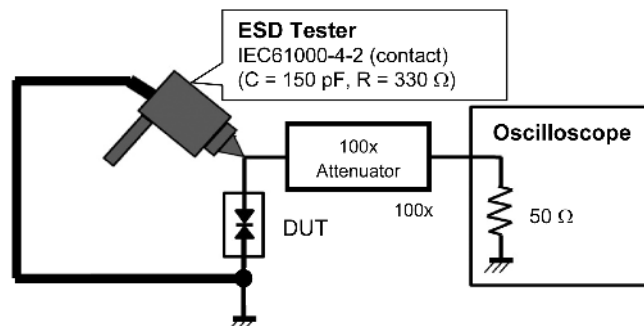 ESD Tester
IEC61000-4-2 (contact)
(C = 150 pF, R = 330 Ω)
Oscilloscope
100x
Attenuator
100x
50 Ω
DUT